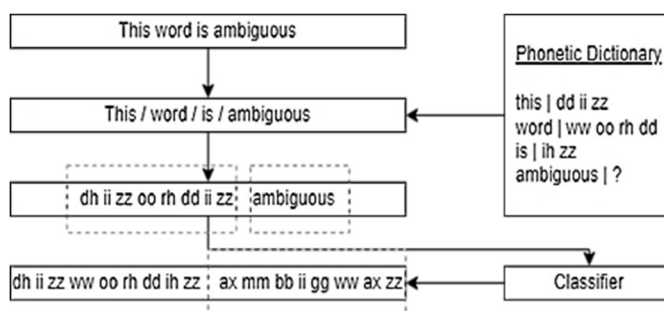 This word is ambiguous
Phonetic Dictionary
this | dd ii zz
word | ww oo rh dd
is | ih zz
ambiguous | ?
This / word / is / ambiguous
dh ii zz oo rh dd ii zz ambiguous
dh ii zz ww oo rh dd ih zz ax mm bb ii gg ww ax zz
Classifier